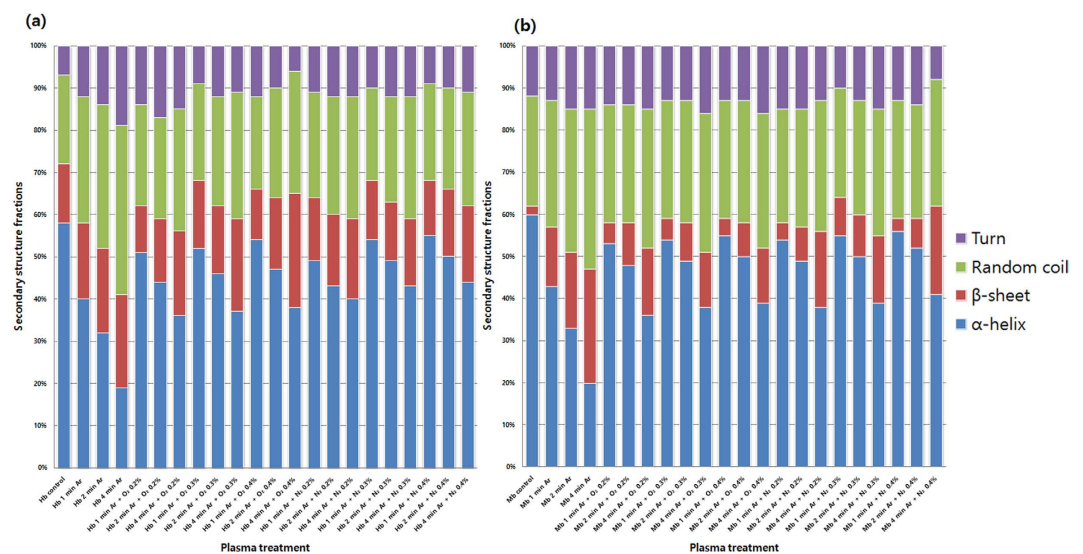 (a)
100%
90%
80%
70%
60%
50%
40%
30%
20%
10%
0%
Secondary structure fractions
Hb control
Hb 1 min Ar
Hb 2 min Ar
Hb 4 min Ar
Hb 1 min Ar + O₂ 0.2%
Hb 2 min Ar + O₂ 0.2%
Hb 4 min Ar + O₂ 0.2%
Hb 1 min Ar + O₂ 0.3%
Hb 2 min Ar + O₂ 0.3%
Hb 4 min Ar + O₂ 0.3%
Hb 1 min Ar + O₂ 0.4%
Hb 2 min Ar + O₂ 0.4%
Hb 4 min Ar + O₂ 0.4%
Hb 1 min Ar + N₂ 0.2%
Hb 2 min Ar + N₂ 0.2%
Hb 4 min Ar + N₂ 0.2%
Hb 1 min Ar + N₂ 0.3%
Hb 2 min Ar + N₂ 0.3%
Hb 4 min Ar + N₂ 0.3%
Hb 1 min Ar + N₂ 0.4%
Hb 2 min Ar + N₂ 0.4%
Hb 4 min Ar + N₂ 0.4%
Plasma treatment
(b)
100%
90%
80%
70%
60%
50%
40%
30%
20%
10%
0%
Secondary structure fractions
Mb control
Mb 1 min Ar
Mb 2 min Ar
Mb 4 min Ar
Mb 1 min Ar + O₂ 0.2%
Mb 2 min Ar + O₂ 0.2%
Mb 4 min Ar + O₂ 0.2%
Mb 1 min Ar + O₂ 0.3%
Mb 2 min Ar + O₂ 0.3%
Mb 4 min Ar + O₂ 0.3%
Mb 1 min Ar + O₂ 0.4%
Mb 2 min Ar + O₂ 0.4%
Mb 4 min Ar + O₂ 0.4%
Mb 1 min Ar + N₂ 0.2%
Mb 2 min Ar + N₂ 0.2%
Mb 4 min Ar + N₂ 0.2%
Mb 1 min Ar + N₂ 0.3%
Mb 2 min Ar + N₂ 0.3%
Mb 4 min Ar + N₂ 0.3%
Mb 1 min Ar + N₂ 0.4%
Mb 2 min Ar + N₂ 0.4%
Mb 4 min Ar + N₂ 0.4%
Plasma treatment
Turn
Random coil
β-sheet
α-helix